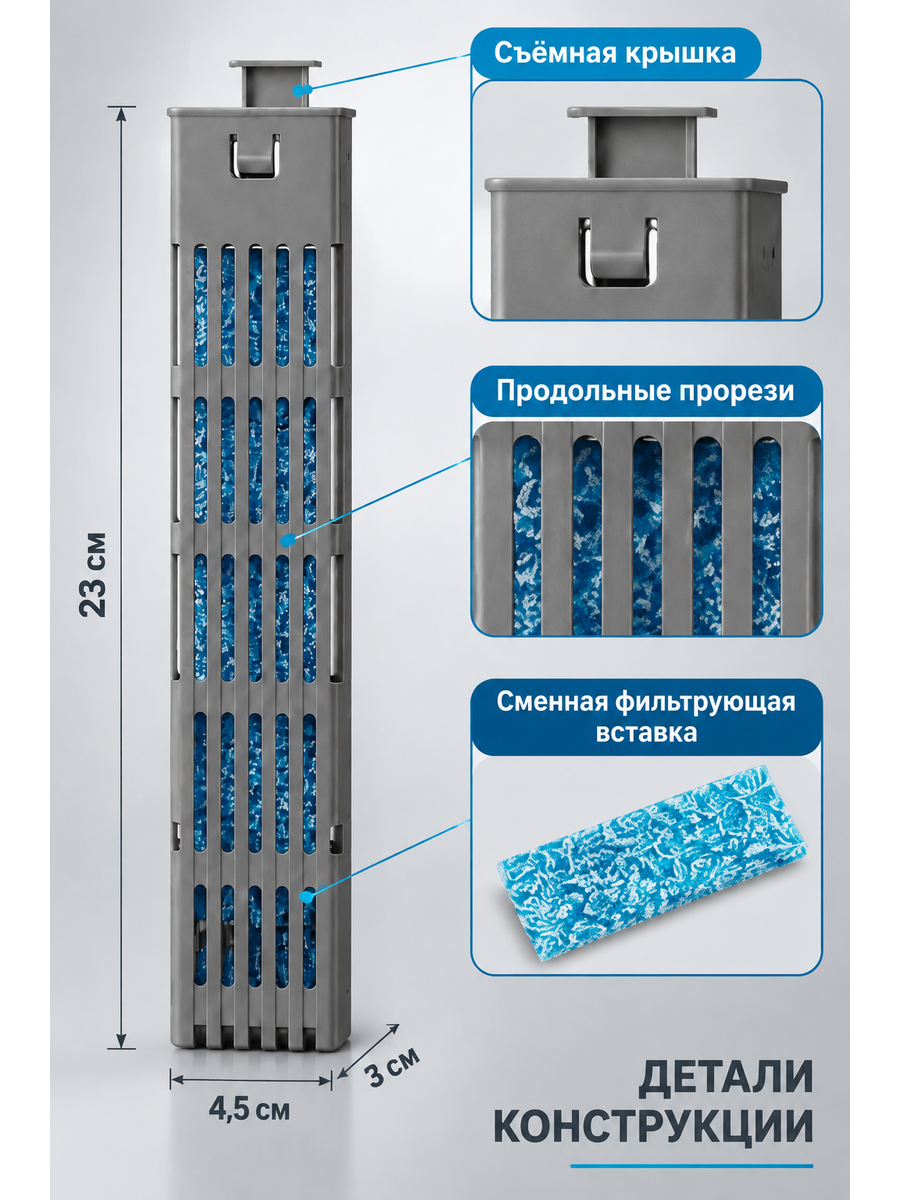 Съёмная крышка
Продольные прорези
23 см
Сменная фильтрующая
вставка
3 см
4,5 см
ДЕТАЛИ
КОНСТРУКЦИИ